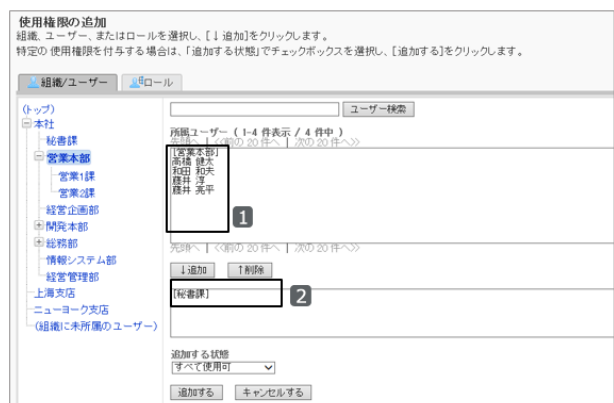 使用権限の追加
組織、ユーザー、またはロールを選択し、[↓追加]をクリックします。
特定の使用権限を付与する場合は、「追加する状態」でチェックボックスを選択し、[追加する]をクリックします。
組織/ユーザー
ロール
(トップ)
本社
秘書課
営業本部
営業1課
営業2課
経営企画部
開発本部
総務部
情報システム部
経営管理部
上海支店
ニューヨーク支店
(組織に未所属のユーザー)
ユーザー検索
所属ユーザー ( 1-4 件表示 / 4 件中 )
先頭へ | <<前の 20 件へ | 次の 20 件へ>>
[営業本部]
高橋 健太
和田 和夫
藤井 淳
藤井 亮平
1
先頭へ | <<前の 20 件へ | 次の 20 件へ>>
↓追加
↑削除
[秘書課]
2
追加する状態
すべて使用可
追加する
キャンセルする